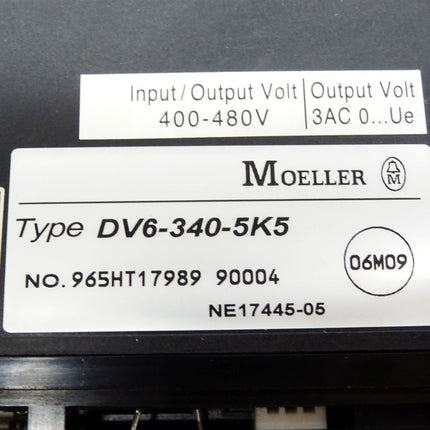 Input/Output Volt Output Volt
400-480V 3AC 0...Ue
MOELLER M
Type DV6-340-5K5
NO. 965HT17989 90004 06M09
NE17445-05